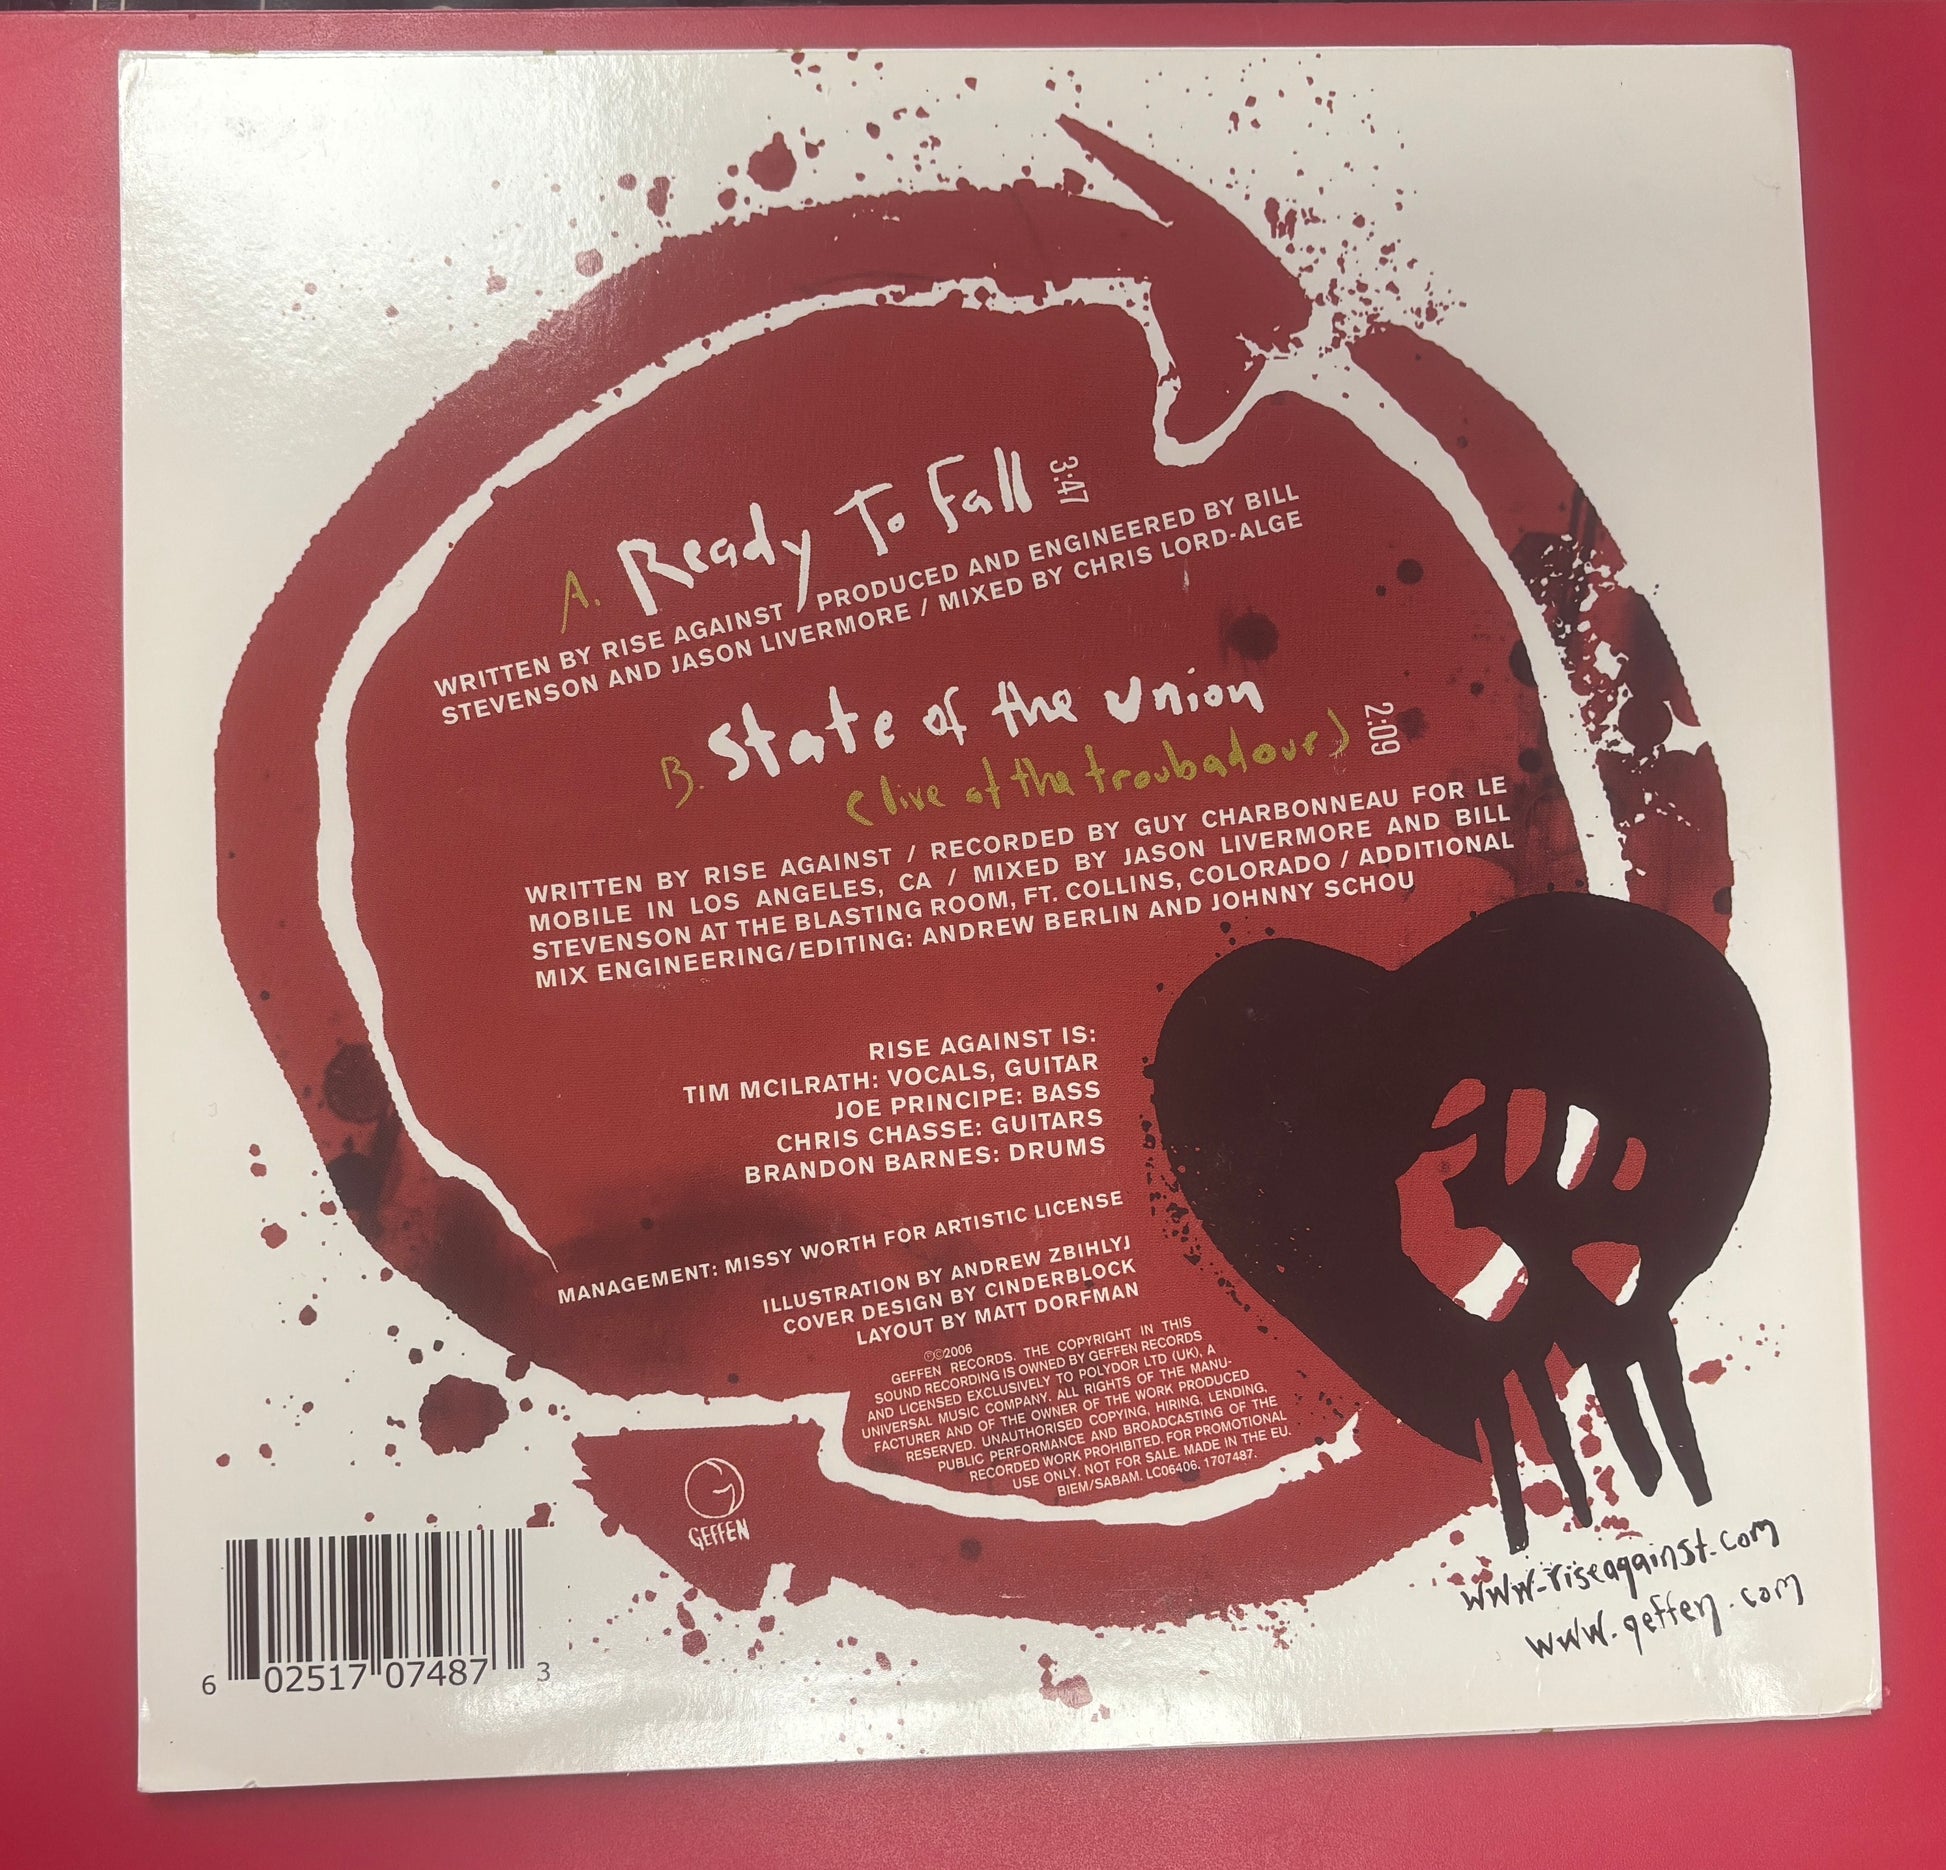 A. Ready To Fall 3:47
WRITTEN BY RISE AGAINST / PRODUCED AND ENGINEERED BY BILL
STEVENSON AND JASON LIVERMORE / MIXED BY CHRIS LORD-ALGE
B. State of the Union
(live at the troubadour) 2:09
WRITTEN BY RISE AGAINST / RECORDED BY GUY CHARBONNEAU FOR LE
MOBILE IN LOS ANGELES, CA / MIXED BY JASON LIVERMORE AND BILL
STEVENSON AT THE BLASTING ROOM, FT. COLLINS, COLORADO / ADDITIONAL
MIX ENGINEERING/EDITING: ANDREW BERLIN AND JOHNNY SCHOU
RISE AGAINST IS:
TIM MCILRATH: VOCALS, GUITAR
JOE PRINCIPE: BASS
CHRIS CHASSE: GUITARS
BRANDON BARNES: DRUMS
MANAGEMENT: MISSY WORTH FOR ARTISTIC LICENSE
ILLUSTRATION BY ANDREW ZBIHLYJ
COVER DESIGN BY CINDERBLOCK
LAYOUT BY MATT DORFMAN
℗©2006
GEFFEN RECORDS. THE COPYRIGHT IN THIS
SOUND RECORDING IS OWNED BY GEFFEN RECORDS
AND LICENSED EXCLUSIVELY TO POLYDOR LTD (UK), A
UNIVERSAL MUSIC COMPANY. ALL RIGHTS OF THE MANU-
FACTURER AND OF THE OWNER OF THE WORK PRODUCED
RESERVED. UNAUTHORISED COPYING, HIRING, LENDING,
PUBLIC PERFORMANCE AND BROADCASTING OF THE
RECORDED WORK PROHIBITED. FOR PROMOTIONAL
USE ONLY. NOT FOR SALE. MADE IN THE EU.
BIEM/SABAM. LC06406. 1707487.
GEFFEN
www.riseagainst.com
www.geffen.com
6 02517 07487 3